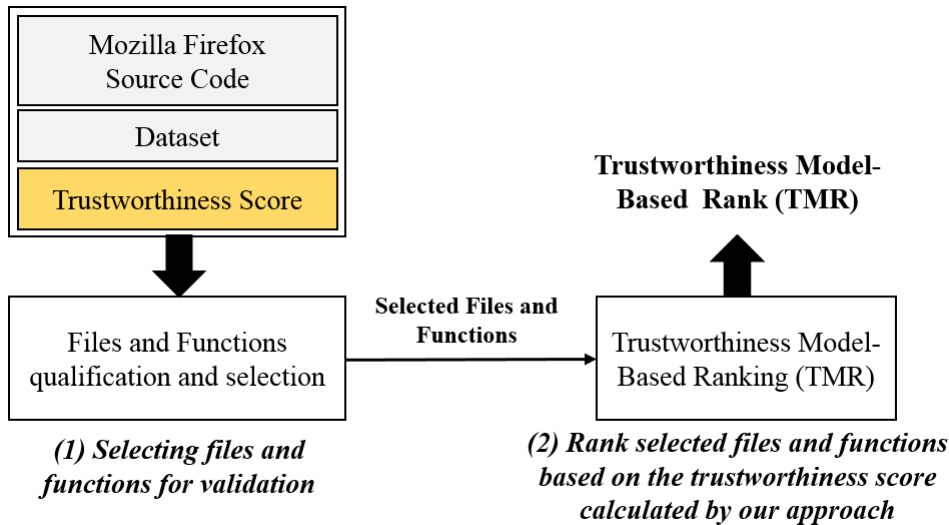 Mozilla Firefox
Source Code
Dataset
Trustworthiness Score
Files and Functions
qualification and selection
(1) Selecting files and
functions for validation
Selected Files and
Functions
Trustworthiness Model-
Based Rank (TMR)
Trustworthiness Model-
Based Ranking (TMR)
(2) Rank selected files and functions
based on the trustworthiness score
calculated by our approach